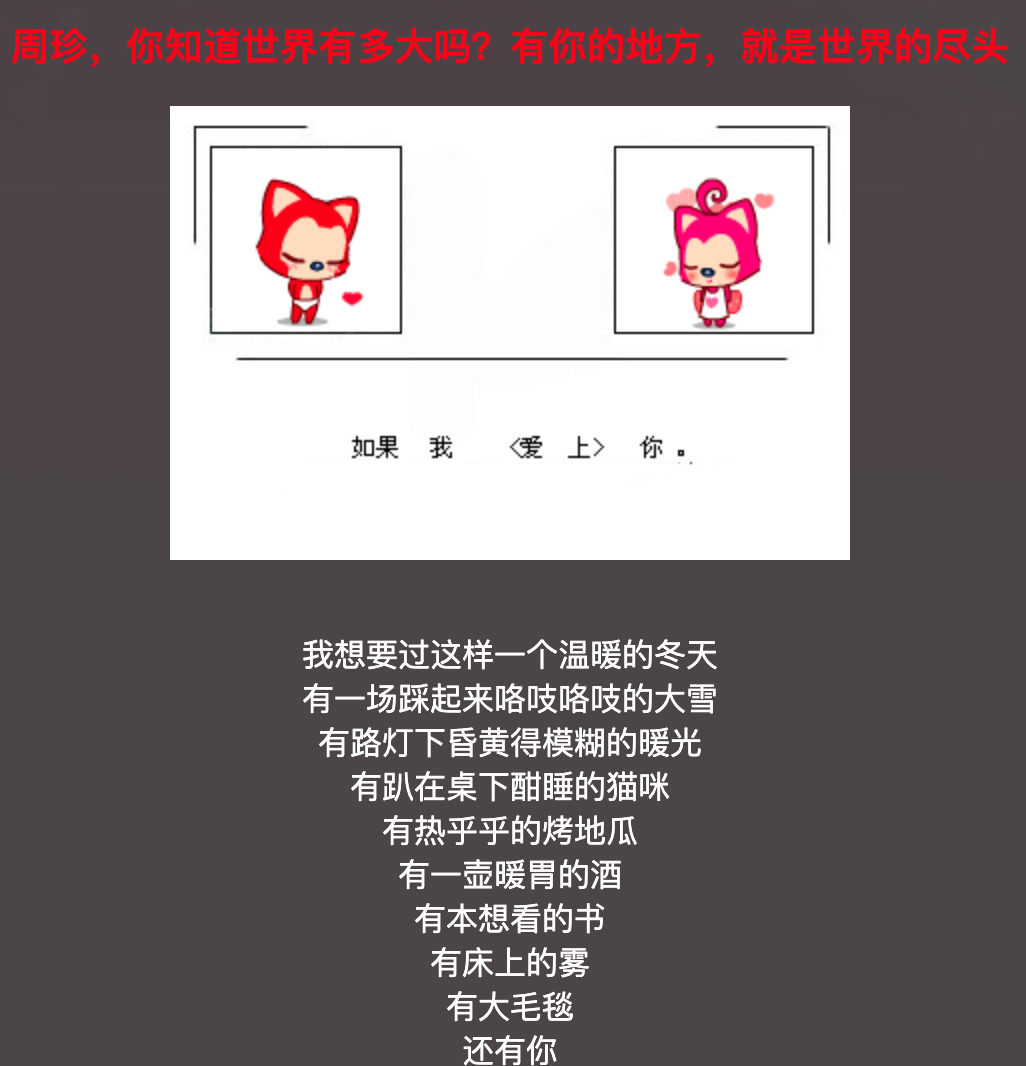 周珍，你知道世界有多大吗？有你的地方，就是世界的尽头
如果 我 〈爱 上〉 你 。
我想要过这样一个温暖的冬天
有一场踩起来咯吱咯吱的大雪
有路灯下昏黄得模糊的暖光
有趴在桌下酣睡的猫咪
有热乎乎的烤地瓜
有一壶暖胃的酒
有本想看的书
有床上的雾
有大毛毯
还有你